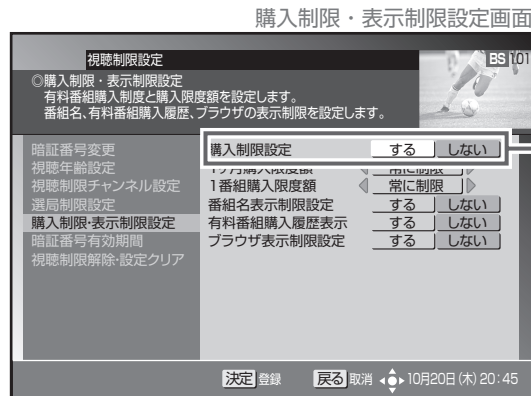 購入制限・表示制限設定画面
視聴制限設定
BS 101
◎購入制限・表示制限設定
有料番組購入制度と購入限度額を設定します。
番組名、有料番組購入履歴、ブラウザの表示制限を設定します。
暗証番号変更
視聴年齢設定
視聴制限チャンネル設定
選局制限設定
購入制限・表示制限設定
暗証番号有効期間
視聴制限解除・設定クリア
購入制限設定 する しない
1ヶ月購入限度額 常に制限
1番組購入限度額 常に制限
番組名表示制限設定 する しない
有料番組購入履歴表示 する しない
ブラウザ表示制限設定 する しない
決定 登録 戻る 取消 10月20日(木) 20:45